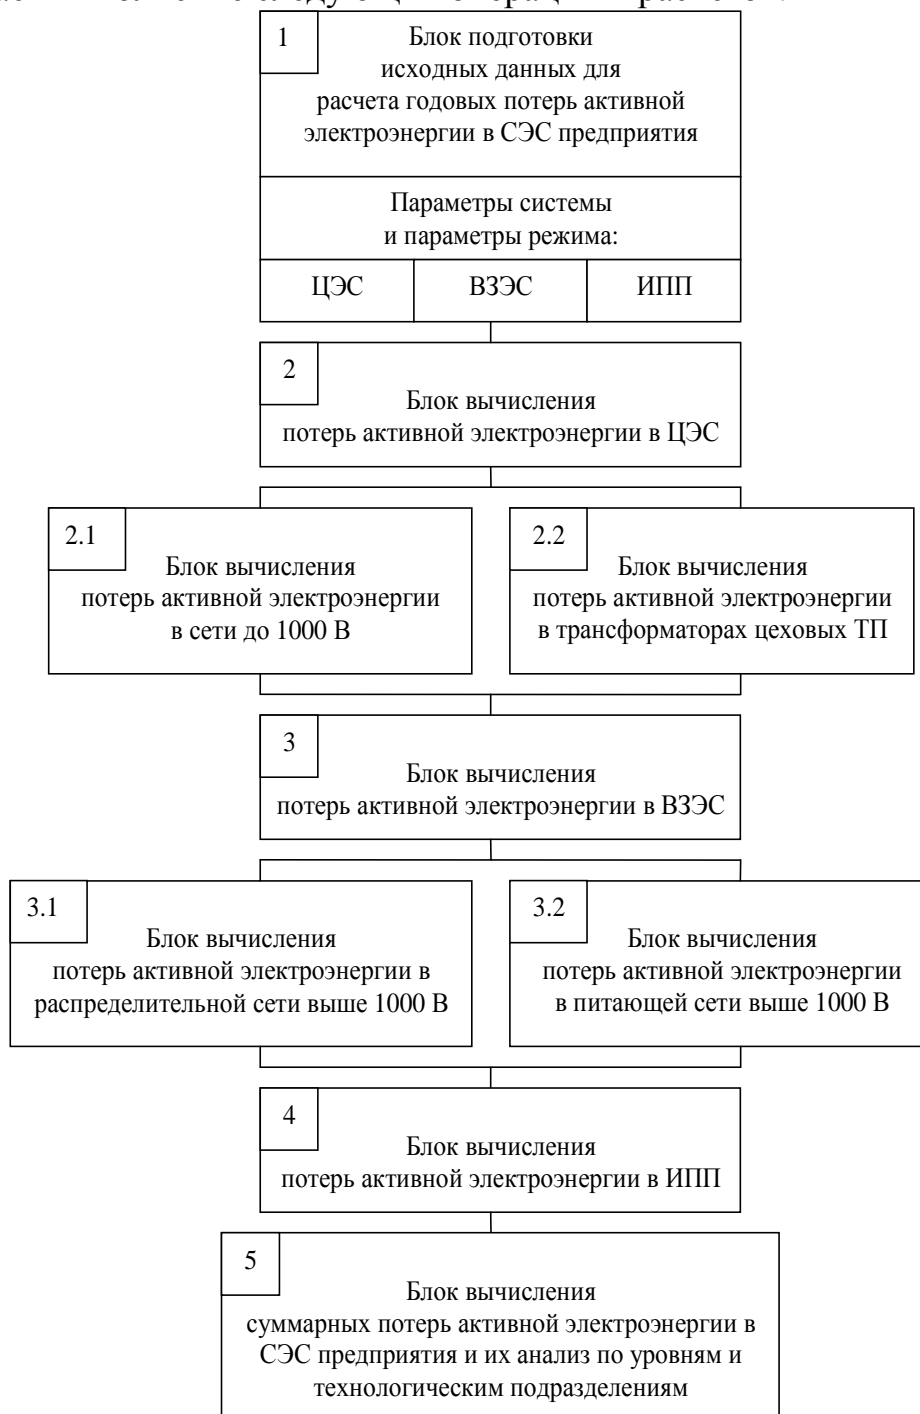 1
Блок подготовки
исходных данных для
расчета годовых потерь активной
электроэнергии в СЭС предприятия
Параметры системы
и параметры режима:
ЦЭС ВЗЭС ИПП
2
Блок вычисления
потерь активной электроэнергии в ЦЭС
2.1
Блок вычисления
потерь активной электроэнергии
в сети до 1000 В
2.2
Блок вычисления
потерь активной электроэнергии
в трансформаторах цеховых ТП
3
Блок вычисления
потерь активной электроэнергии в ВЗЭС
3.1
Блок вычисления
потерь активной электроэнергии в
распределительной сети выше 1000 В
3.2
Блок вычисления
потерь активной электроэнергии
в питающей сети выше 1000 В
4
Блок вычисления
потерь активной электроэнергии в ИПП
5
Блок вычисления
суммарных потерь активной электроэнергии в
СЭС предприятия и их анализ по уровням и
технологическим подразделениям